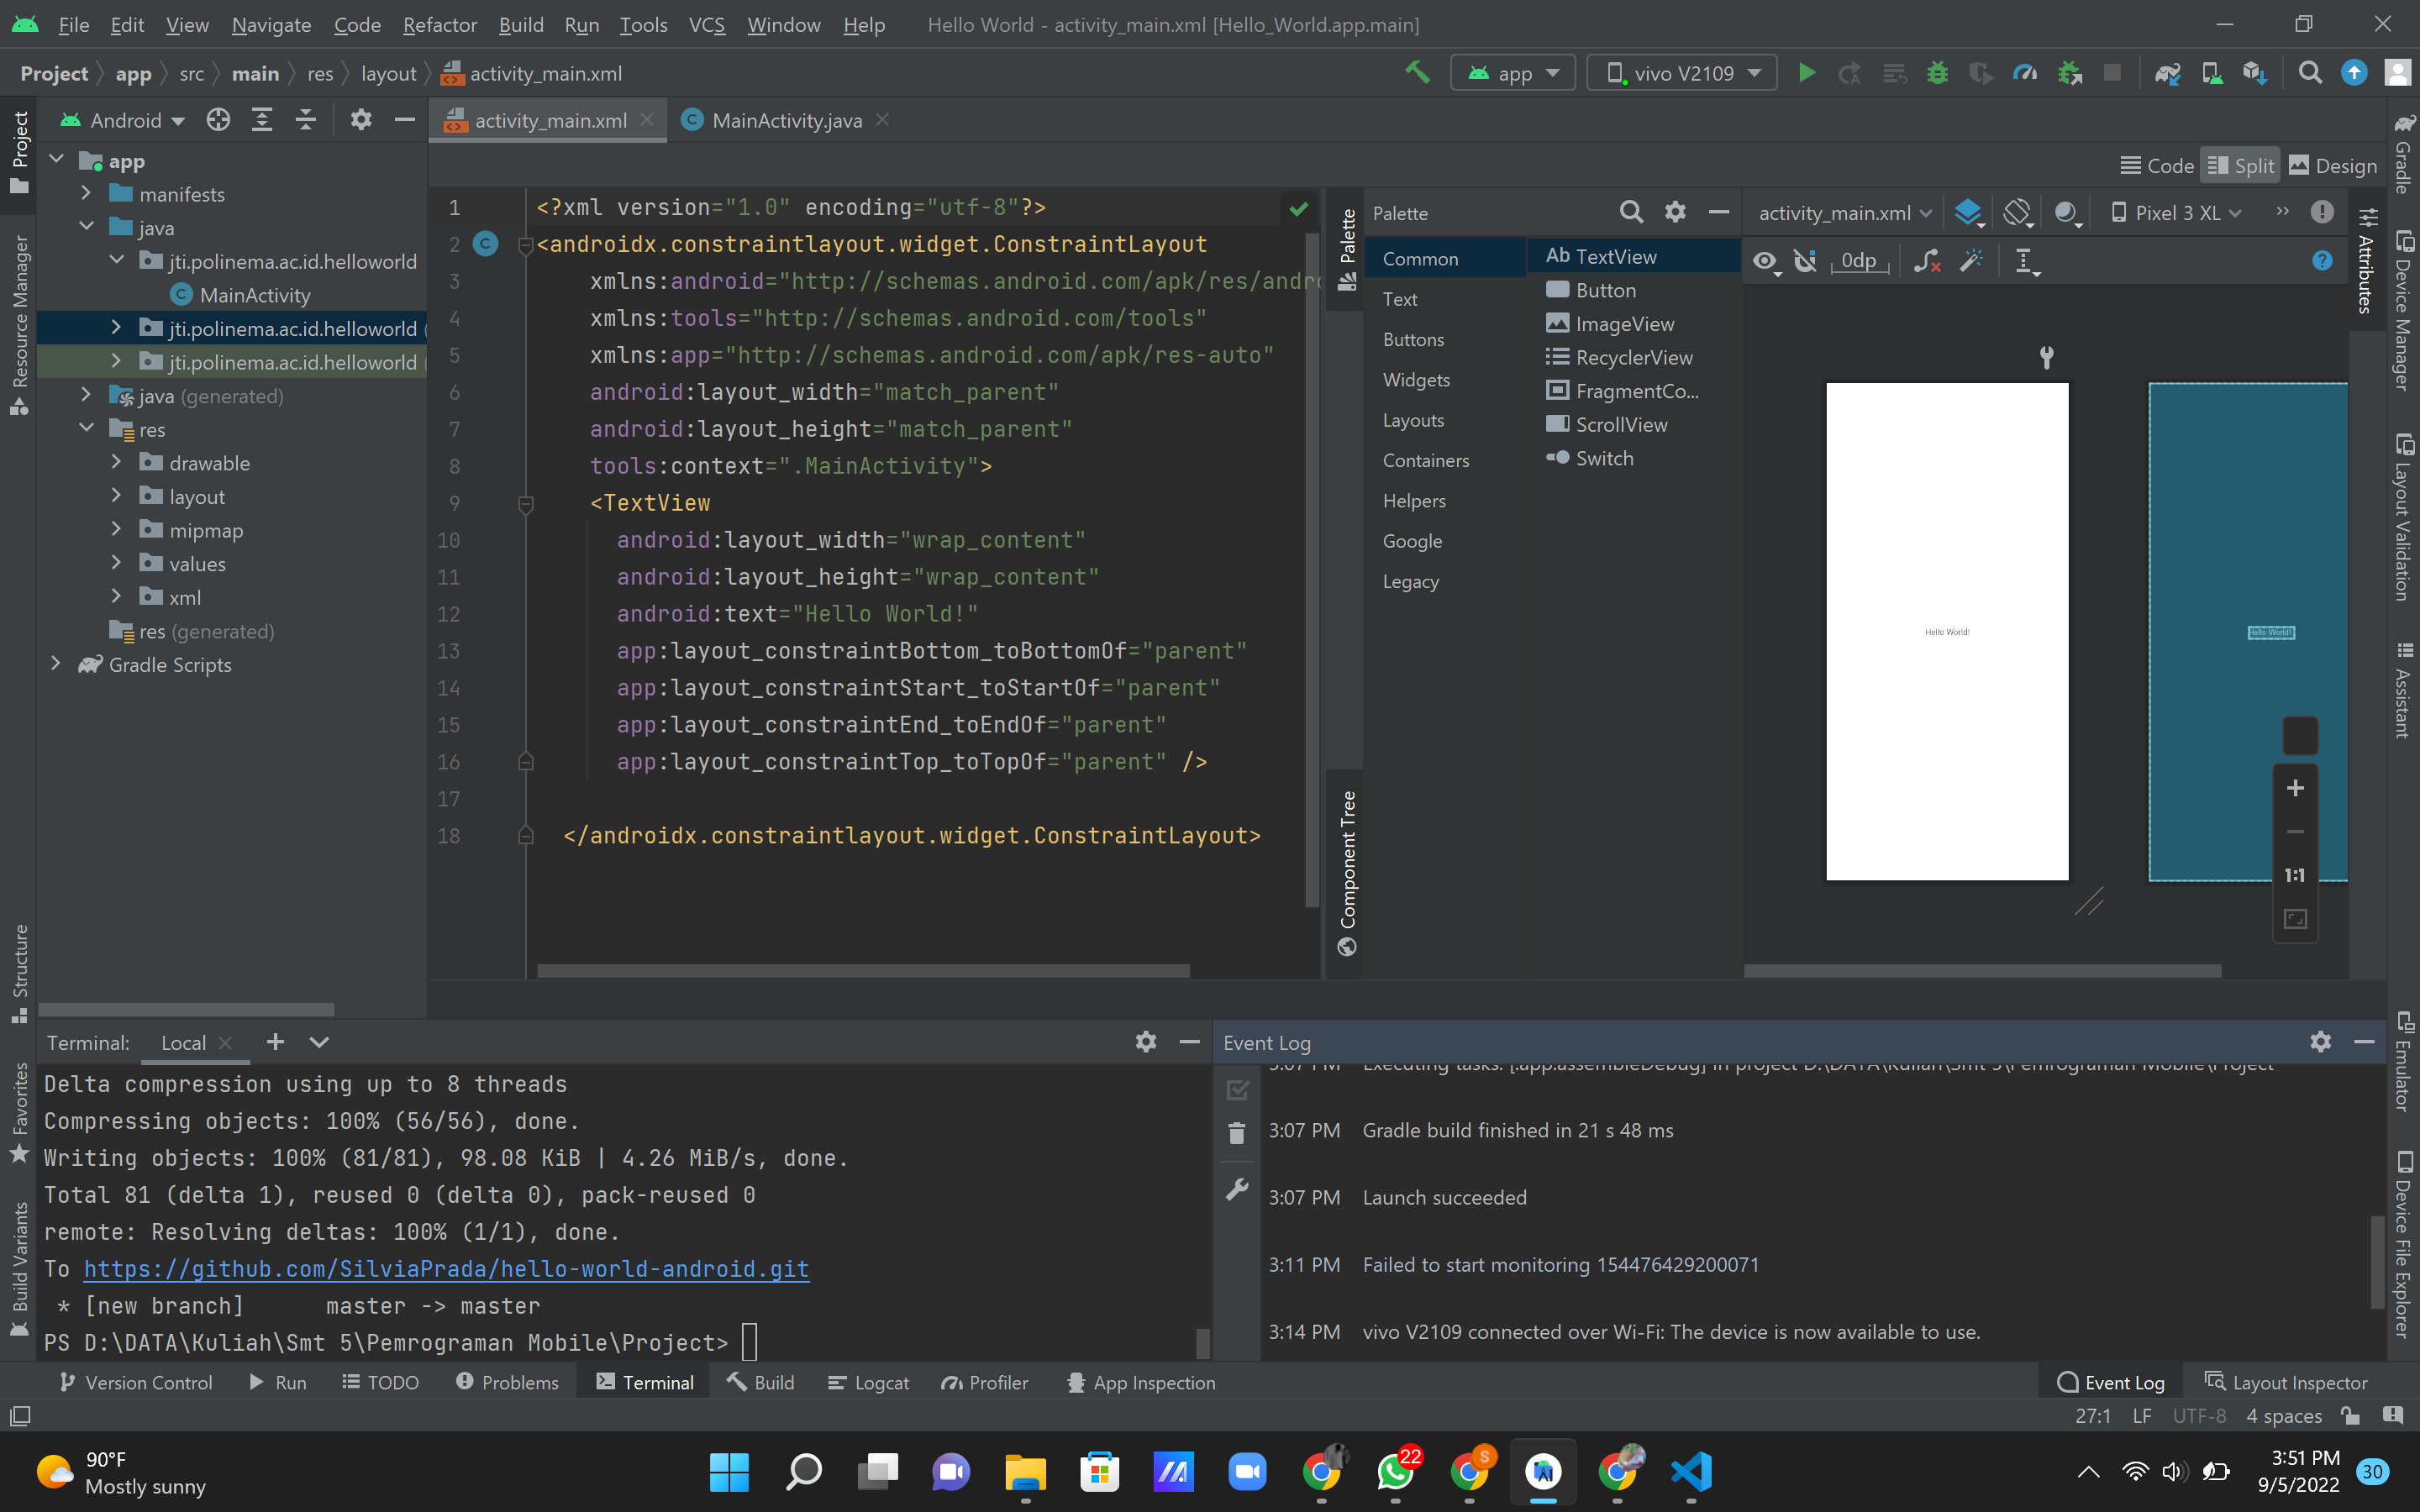 File Edit View Navigate Code Refactor Build Run Tools VCS Window Help Hello World - activity_main.xml [Hello_World.app.main]
Project app src main res layout activity_main.xml app vivo V2109
Project
Resource Manager
Structure
Favorites
Build Variants
Android
app
manifests
java
jti.polinema.ac.id.helloworld
MainActivity
jti.polinema.ac.id.helloworld (
jti.polinema.ac.id.helloworld (
java (generated)
res
drawable
layout
mipmap
values
xml
res (generated)
Gradle Scripts
activity_main.xml MainActivity.java
Code Split Design
1 <?xml version="1.0" encoding="utf-8"?>
2 <androidx.constraintlayout.widget.ConstraintLayout
3 xmlns:android="http://schemas.android.com/apk/res/andro
4 xmlns:tools="http://schemas.android.com/tools"
5 xmlns:app="http://schemas.android.com/apk/res-auto"
6 android:layout_width="match_parent"
7 android:layout_height="match_parent"
8 tools:context=".MainActivity">
9 <TextView
10 android:layout_width="wrap_content"
11 android:layout_height="wrap_content"
12 android:text="Hello World!"
13 app:layout_constraintBottom_toBottomOf="parent"
14 app:layout_constraintStart_toStartOf="parent"
15 app:layout_constraintEnd_toEndOf="parent"
16 app:layout_constraintTop_toTopOf="parent" />
17
18 </androidx.constraintlayout.widget.ConstraintLayout>
Palette
Component Tree
Palette
Common
Text
Buttons
Widgets
Layouts
Containers
Helpers
Google
Legacy
Ab TextView
Button
ImageView
RecyclerView
FragmentCo...
ScrollView
Switch
activity_main.xml Pixel 3 XL
0dp
Hello World!
Hello World!
1:1
Attributes
Gradle
Device Manager
Layout Validation
Assistant
Emulator
Device File Explorer
Terminal: Local
Delta compression using up to 8 threads
Compressing objects: 100% (56/56), done.
Writing objects: 100% (81/81), 98.08 KiB | 4.26 MiB/s, done.
Total 81 (delta 1), reused 0 (delta 0), pack-reused 0
remote: Resolving deltas: 100% (1/1), done.
To https://github.com/SilviaPrada/hello-world-android.git
* [new branch] master -> master
PS D:\DATA\Kuliah\Smt 5\Pemrograman Mobile\Project>
Event Log
3:07 PM Executing tasks: [:app:assembleDebug] in project D:\DATA\Kuliah\Smt 5\Pemrograman Mobile\Project
3:07 PM Gradle build finished in 21 s 48 ms
3:07 PM Launch succeeded
3:11 PM Failed to start monitoring 154476429200071
3:14 PM vivo V2109 connected over Wi-Fi: The device is now available to use.
Version Control Run TODO Problems Terminal Build Logcat Profiler App Inspection Event Log Layout Inspector
27:1 LF UTF-8 4 spaces
90°F
Mostly sunny
22
S
3:51 PM
9/5/2022
30